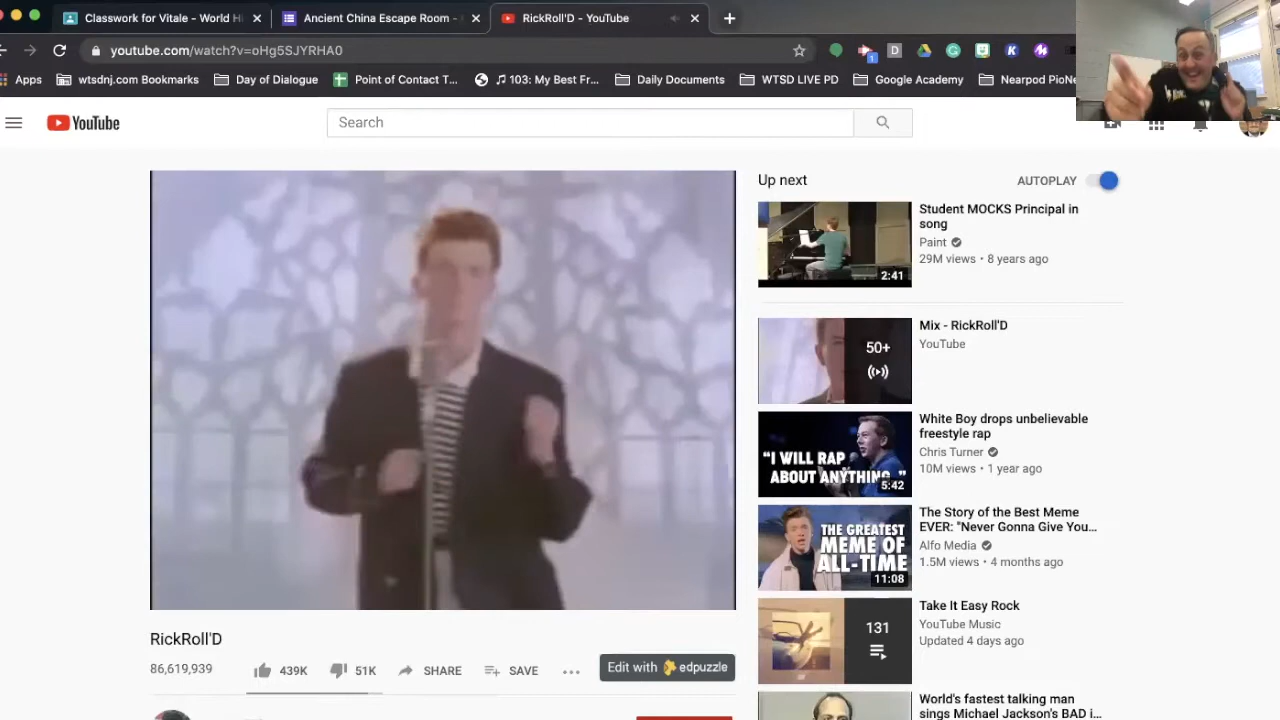 Classwork for Vitale - World Hi
Ancient China Escape Room -
RickRoll'D - YouTube
youtube.com/watch?v=oHg5SJYRHA0
Apps
wtsdnj.com Bookmarks
Day of Dialogue
Point of Contact T...
103: My Best Fr...
Daily Documents
WTSD LIVE PD
Google Academy
Nearpod PioNe
YouTube
Search
Up next
AUTOPLAY
Student MOCKS Principal in
song
Paint
29M views • 8 years ago
2:41
Mix - RickRoll'D
YouTube
50+
White Boy drops unbelievable
freestyle rap
Chris Turner
10M views • 1 year ago
"I WILL RAP
ABOUT ANYTHING..."
5:42
The Story of the Best Meme
EVER: "Never Gonna Give You...
Alfo Media
1.5M views • 4 months ago
THE GREATEST
MEME OF
ALL-TIME
11:08
Take It Easy Rock
YouTube Music
Updated 4 days ago
131
World's fastest talking man
sings Michael Jackson's BAD i...
RickRoll'D
86,619,939
439K
51K
SHARE
SAVE
Edit with edpuzzle